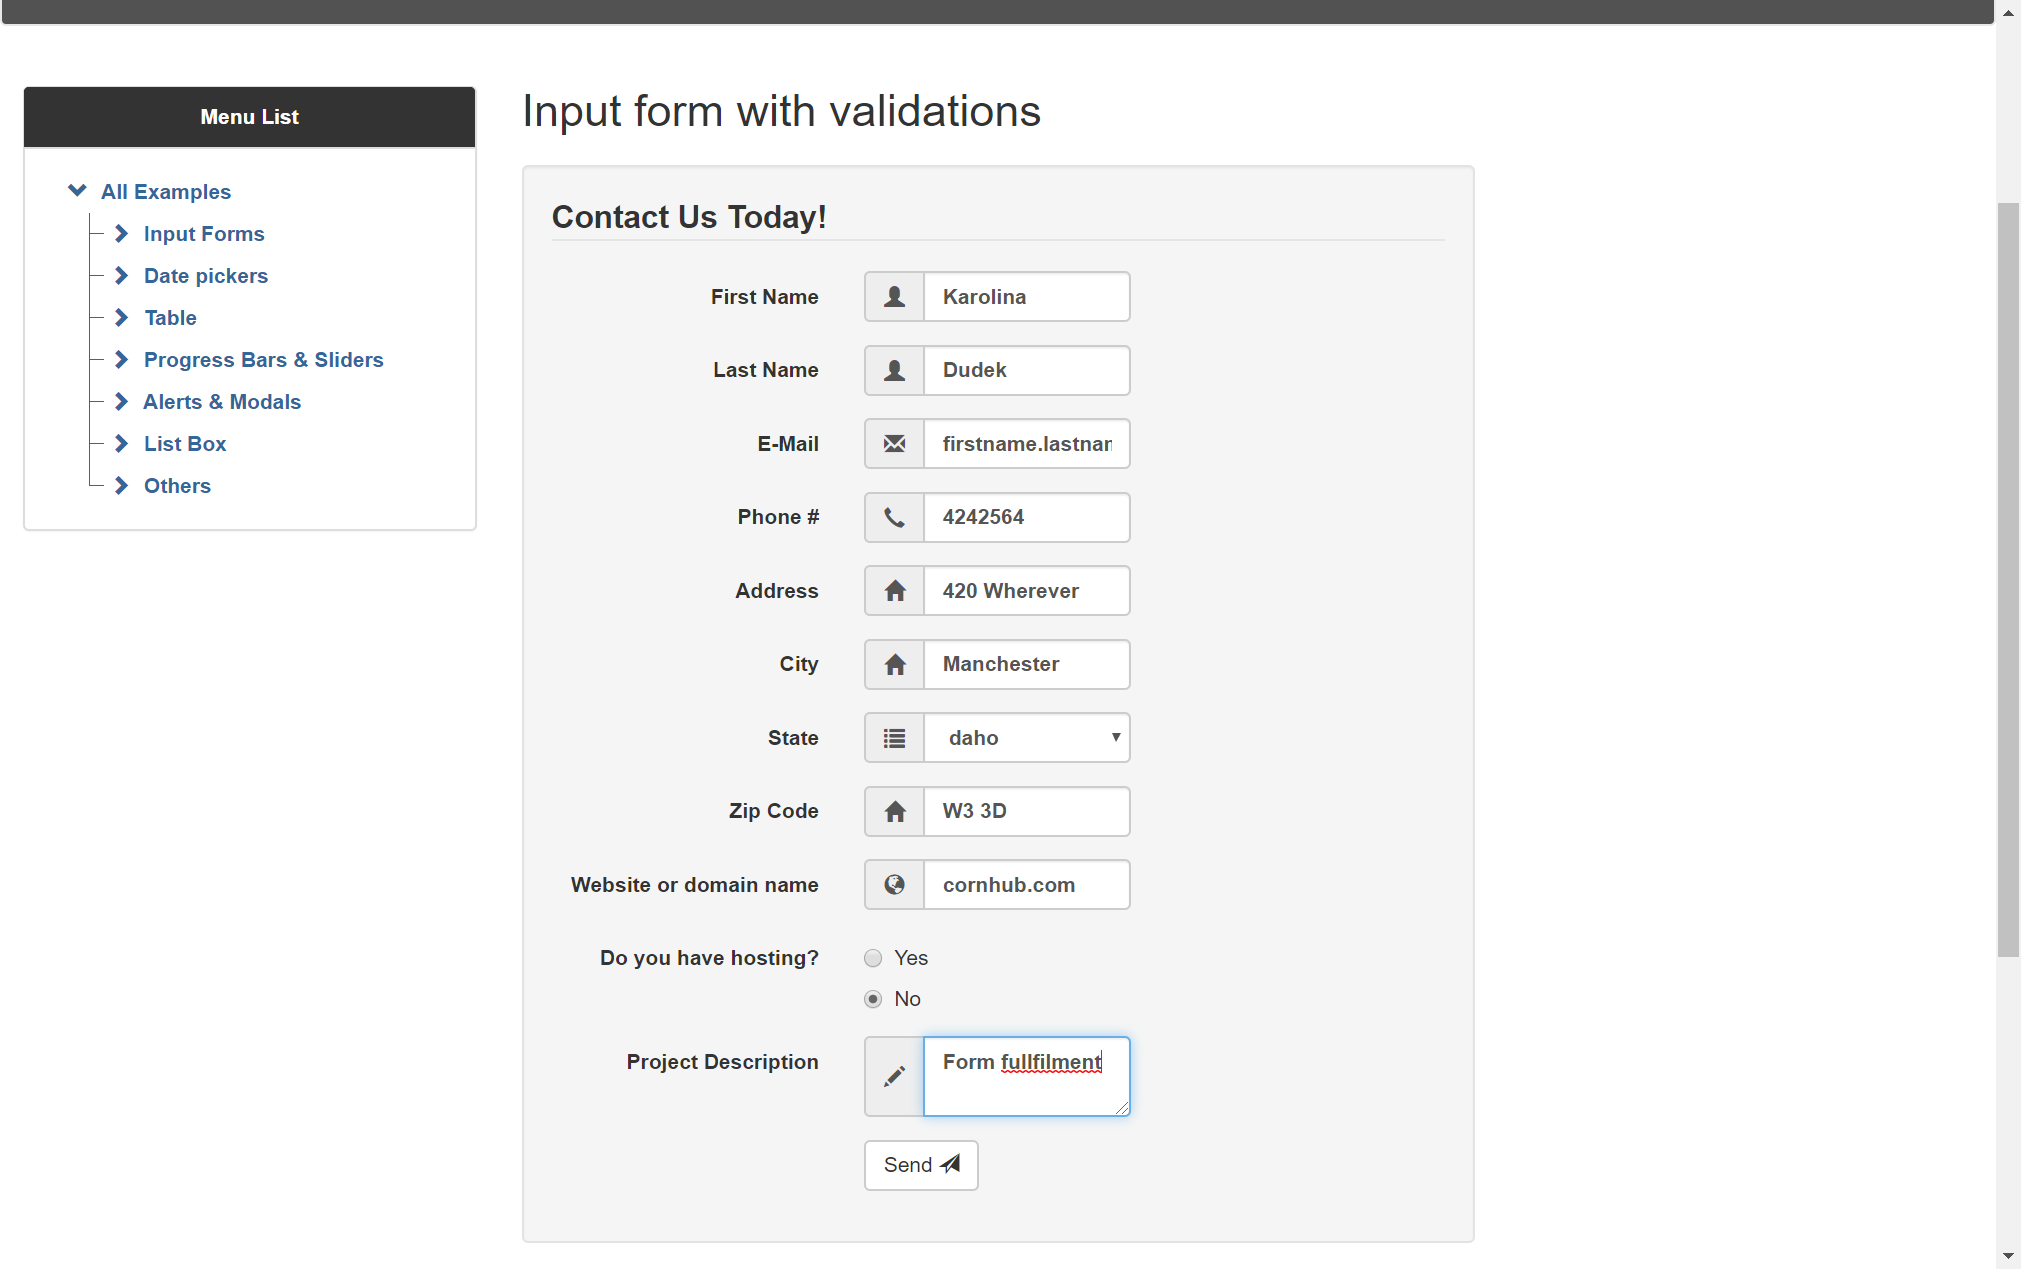 Menu List
All Examples
Input Forms
Date pickers
Table
Progress Bars & Sliders
Alerts & Modals
List Box
Others
Input form with validations
Contact Us Today!
First Name Karolina
Last Name Dudek
E-Mail firstname.lastnan
Phone # 4242564
Address 420 Wherever
City Manchester
State daho
Zip Code W3 3D
Website or domain name cornhub.com
Do you have hosting? Yes
No
Project Description Form fullfilment
Send